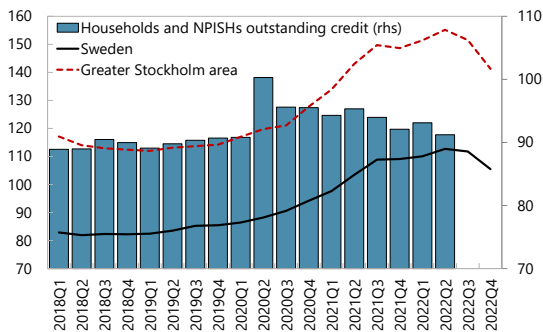 160
150
140
130
120
110
100
90
80
70
110
100
90
80
70
Households and NPISHs outstanding credit (rhs)
Sweden
Greater Stockholm area
2018Q1
2018Q2
2018Q3
2018Q4
2019Q1
2019Q2
2019Q3
2019Q4
2020Q1
2020Q2
2020Q3
2020Q4
2021Q1
2021Q2
2021Q3
2021Q4
2022Q1
2022Q2
2022Q3
2022Q4